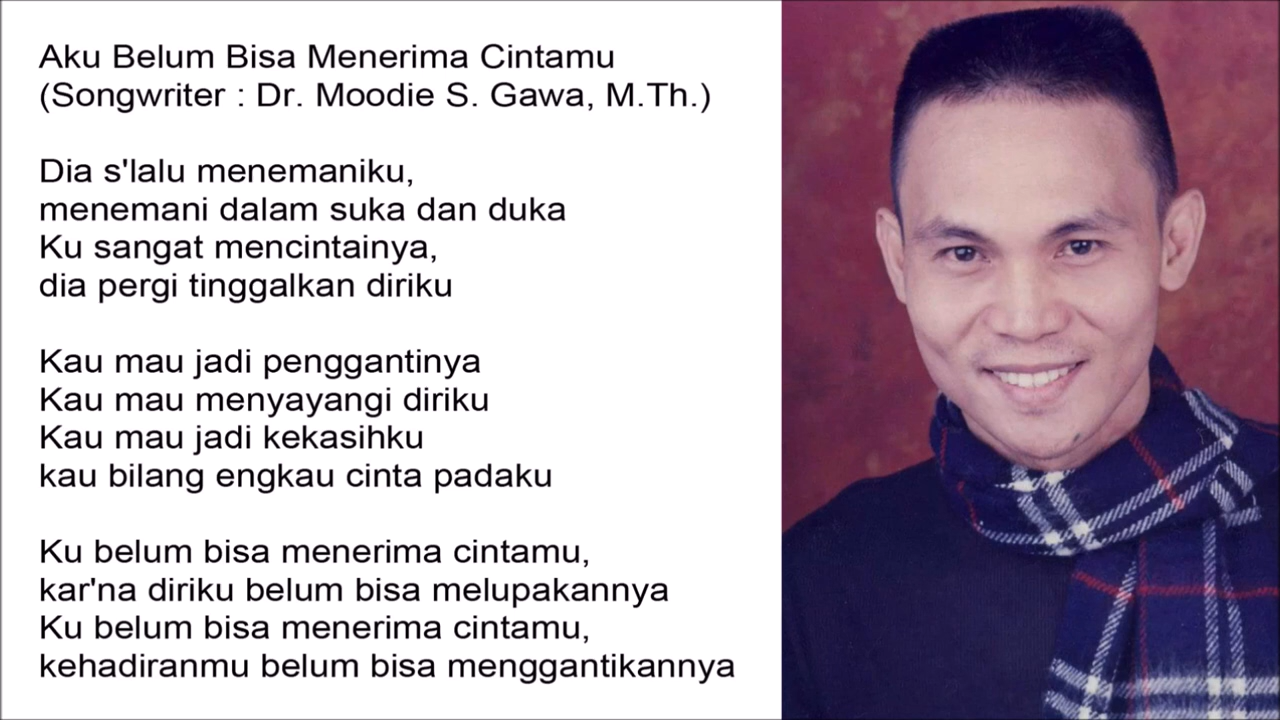 Aku Belum Bisa Menerima Cintamu
(Songwriter : Dr. Moodie S. Gawa, M.Th.)
Dia s'lalu menemaniku,
menemani dalam suka dan duka
Ku sangat mencintainya,
dia pergi tinggalkan diriku
Kau mau jadi penggantinya
Kau mau menyayangi diriku
Kau mau jadi kekasihku
kau bilang engkau cinta padaku
Ku belum bisa menerima cintamu,
kar'na diriku belum bisa melupakannya
Ku belum bisa menerima cintamu,
kehadiranmu belum bisa menggantikannya